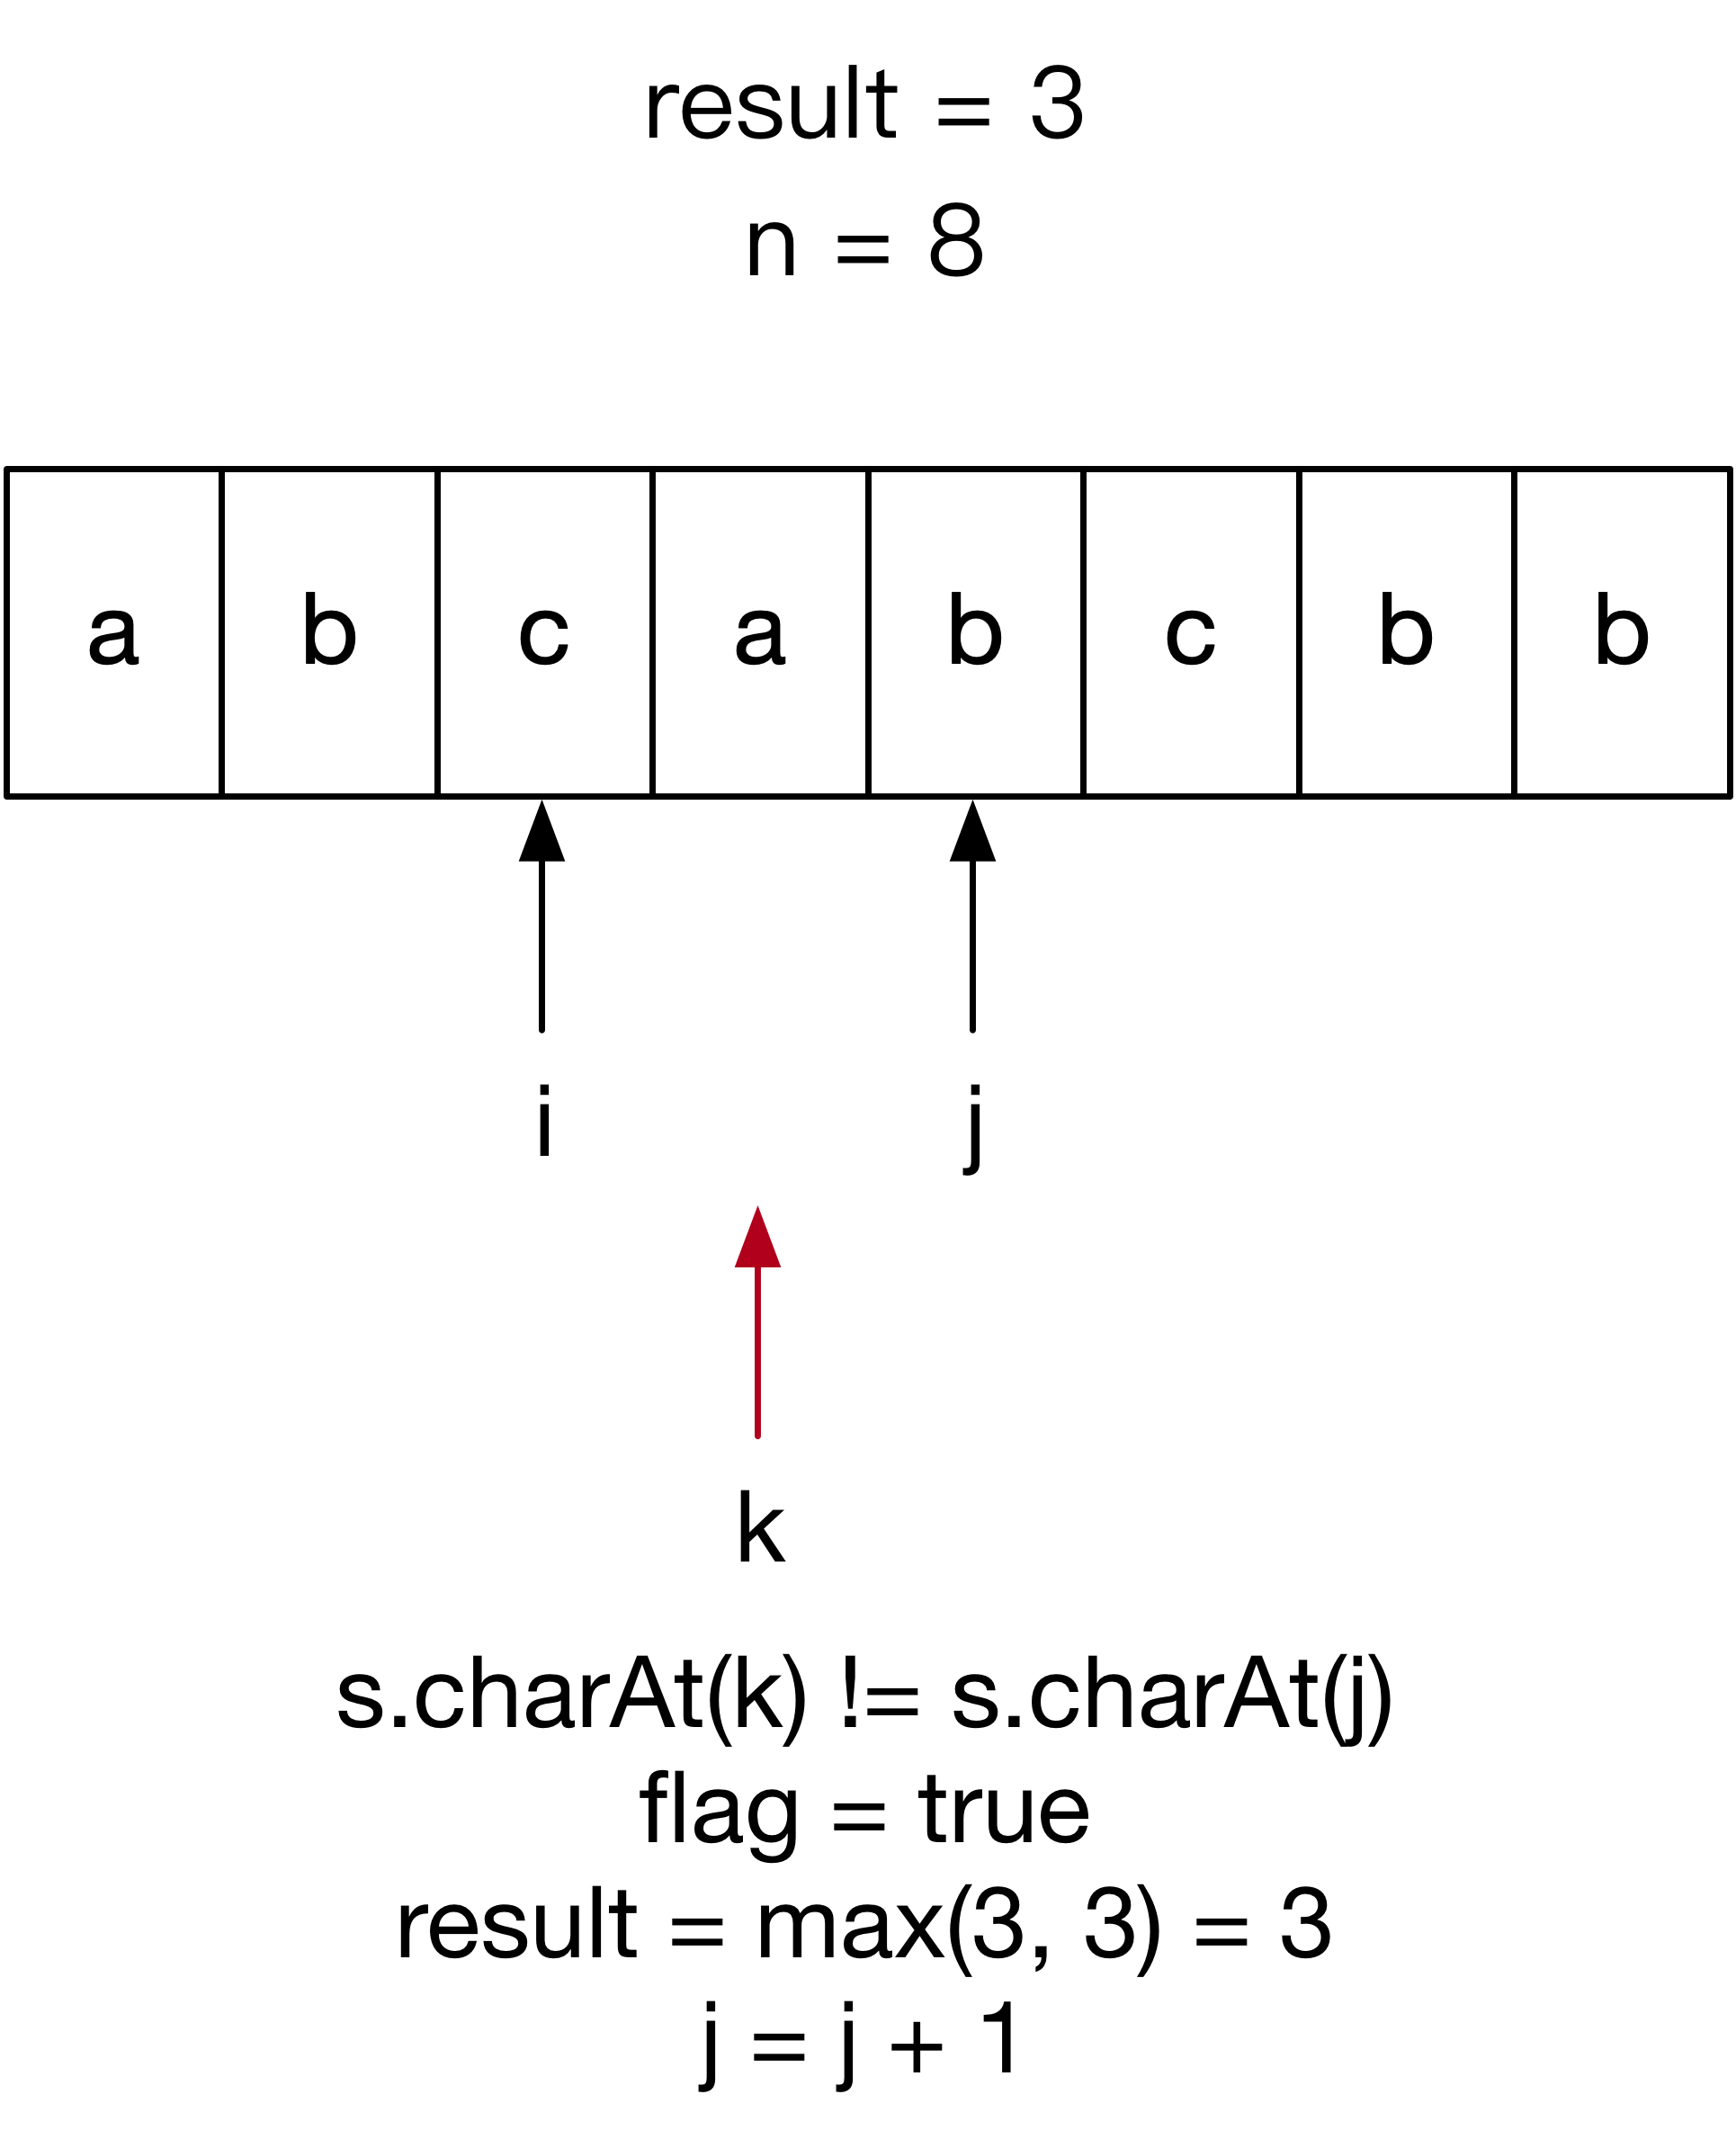 result = 3
n = 8
a b c a b c b b
i j
k
s.charAt(k) != s.charAt(j)
flag = true
result = max(3, 3) = 3
j = j + 1